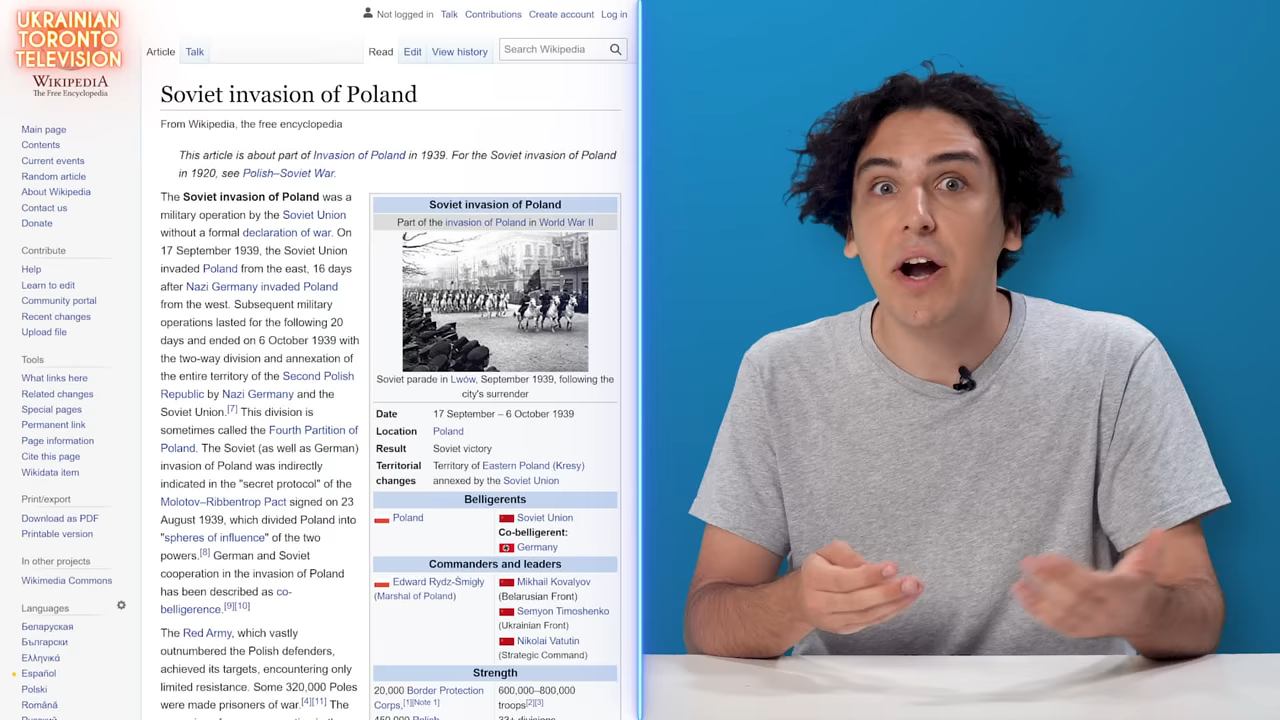 UKRAINIAN
TORONTO
TELEVISION
WIKIPEDIA
The Free Encyclopedia
Main page
Contents
Current events
Random article
About Wikipedia
Contact us
Donate
Contribute
Help
Learn to edit
Community portal
Recent changes
Upload file
Tools
What links here
Related changes
Special pages
Permanent link
Page information
Cite this page
Wikidata item
Print/export
Download as PDF
Printable version
In other projects
Wikimedia Commons
Languages
Беларуская
Български
Ελληνικά
Español
Polski
Română
Not logged in Talk Contributions Create account Log in
Article Talk Read Edit View history Search Wikipedia
Soviet invasion of Poland
From Wikipedia, the free encyclopedia
This article is about part of Invasion of Poland in 1939. For the Soviet invasion of Poland
in 1920, see Polish–Soviet War.
The Soviet invasion of Poland was a
military operation by the Soviet Union
without a formal declaration of war. On
17 September 1939, the Soviet Union
invaded Poland from the east, 16 days
after Nazi Germany invaded Poland
from the west. Subsequent military
operations lasted for the following 20
days and ended on 6 October 1939 with
the two-way division and annexation of
the entire territory of the Second Polish
Republic by Nazi Germany and the
Soviet Union.[7] This division is
sometimes called the Fourth Partition of
Poland. The Soviet (as well as German)
invasion of Poland was indirectly
indicated in the "secret protocol" of the
Molotov–Ribbentrop Pact signed on 23
August 1939, which divided Poland into
"spheres of influence" of the two
powers.[8] German and Soviet
cooperation in the invasion of Poland
has been described as co-
belligerence.[9][10]
The Red Army, which vastly
outnumbered the Polish defenders,
achieved its targets, encountering only
limited resistance. Some 320,000 Poles
were made prisoners of war.[4][11] The
Soviet invasion of Poland
Part of the invasion of Poland in World War II
Soviet parade in Lwów, September 1939, following the
city's surrender
Date 17 September – 6 October 1939
Location Poland
Result Soviet victory
Territorial Territory of Eastern Poland (Kresy)
changes annexed by the Soviet Union
Belligerents
Poland Soviet Union
Co-belligerent:
Germany
Commanders and leaders
Edward Rydz-Śmigły Mikhail Kovalyov
(Marshal of Poland) (Belarusian Front)
Semyon Timoshenko
(Ukrainian Front)
Nikolai Vatutin
(Strategic Command)
Strength
20,000 Border Protection 600,000–800,000
Corps,[1][Note 1] troops[2][3]